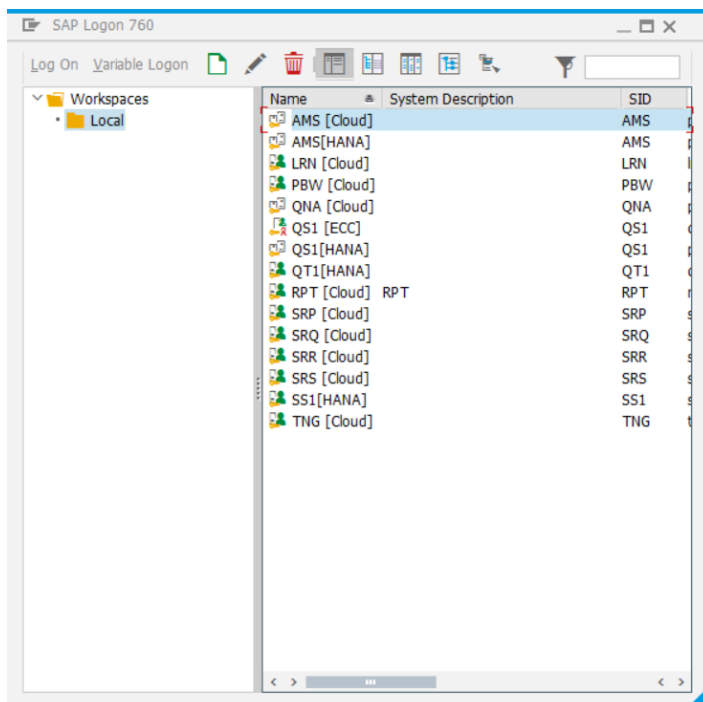 SAP Logon 760
Log On Variable Logon
Workspaces
Local
Name System Description SID
AMS [Cloud] AMS
AMS[HANA] AMS
LRN [Cloud] LRN
PBW [Cloud] PBW
QNA [Cloud] QNA
QS1 [ECC] QS1
QS1[HANA] QS1
QT1[HANA] QT1
RPT [Cloud] RPT RPT
SRP [Cloud] SRP
SRQ [Cloud] SRQ
SRR [Cloud] SRR
SRS [Cloud] SRS
SS1[HANA] SS1
TNG [Cloud] TNG